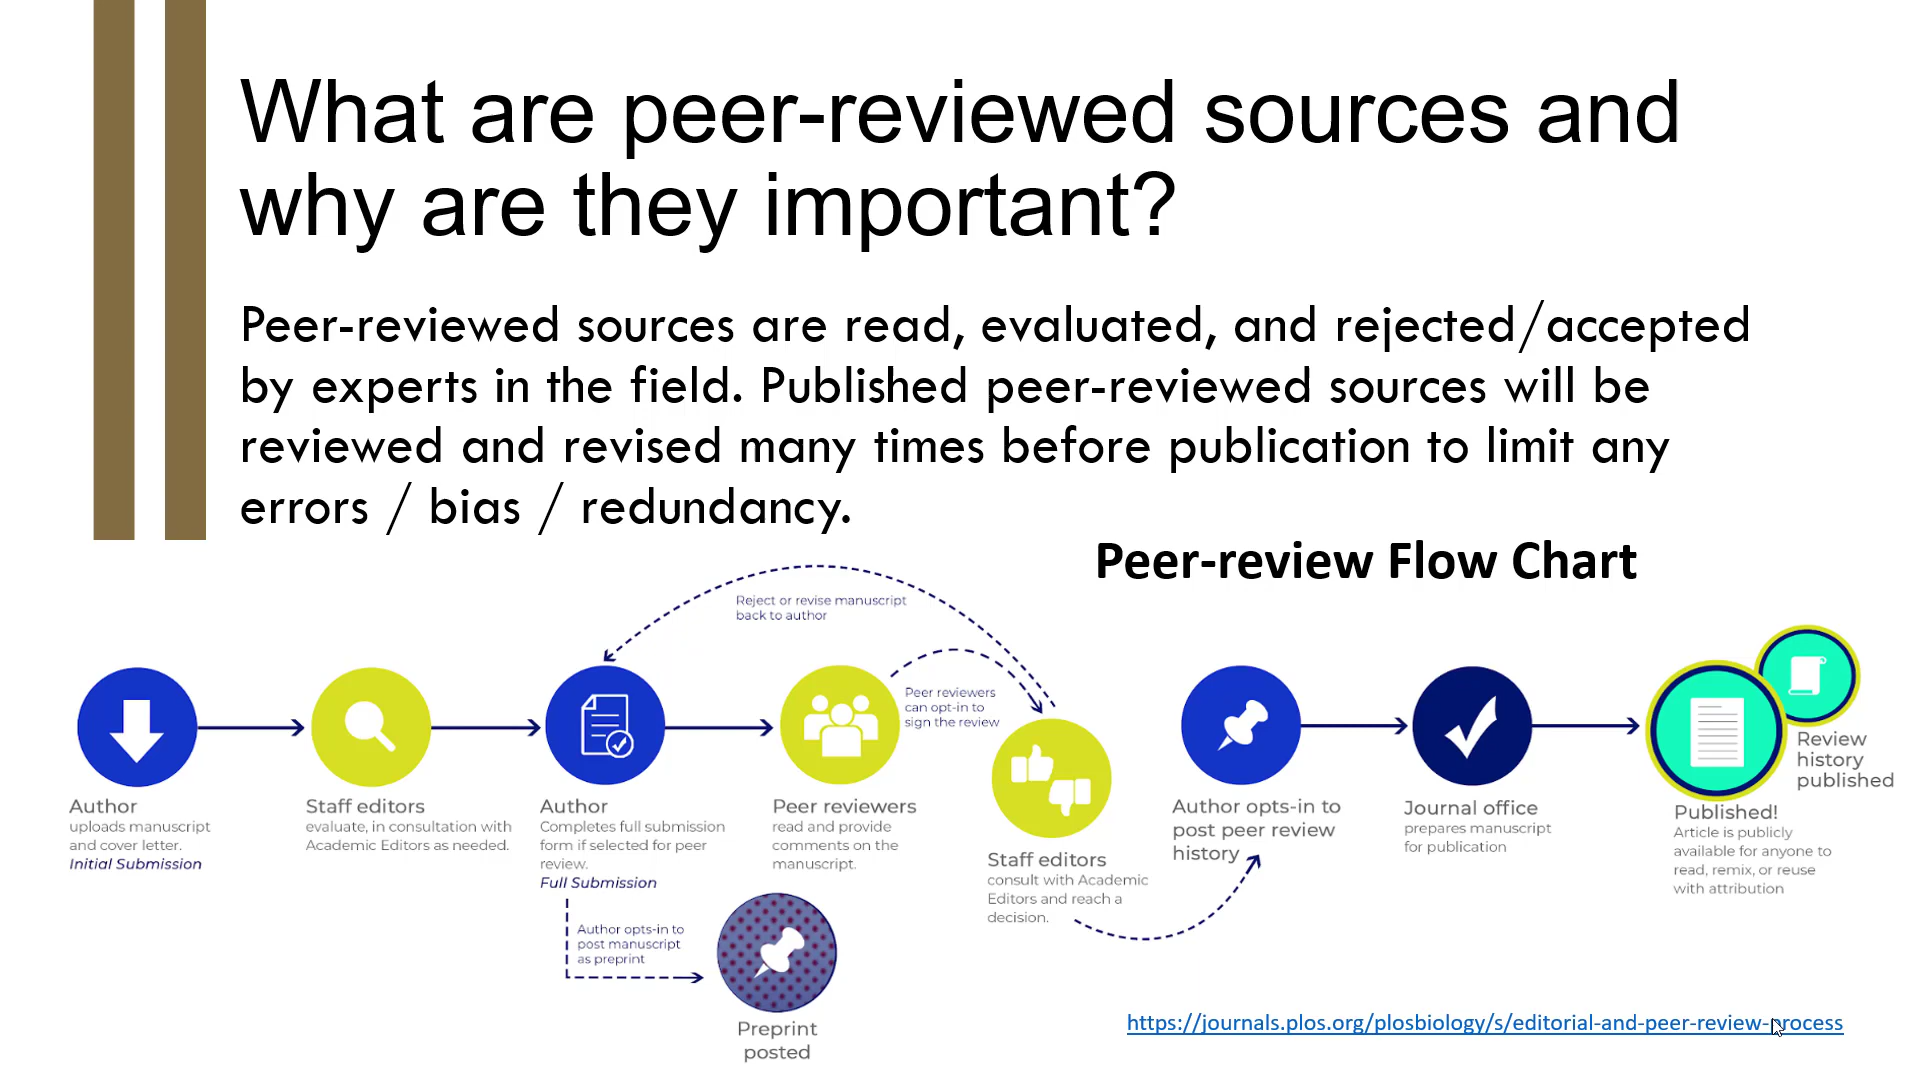 What are peer-reviewed sources and
why are they important?
Peer-reviewed sources are read, evaluated, and rejected/accepted
by experts in the field. Published peer-reviewed sources will be
reviewed and revised many times before publication to limit any
errors / bias / redundancy.
Peer-review Flow Chart
Reject or revise manuscript
back to author
Peer reviewers
can opt-in to
sign the review
Author
uploads manuscript
and cover letter.
Initial Submission
Staff editors
evaluate, in consultation with
Academic Editors as needed.
Author
Completes full submission
form if selected for peer
review.
Full Submission
Author opts-in to
post manuscript
as preprint
Preprint
posted
Peer reviewers
read and provide
comments on the
manuscript.
Staff editors
consult with Academic
Editors and reach a
decision.
Author opts-in to
post peer review
history
Journal office
prepares manuscript
for publication
Review
history
published
Published!
Article is publicly
available for anyone to
read, remix, or reuse
with attribution
https://journals.plos.org/plosbiology/s/editorial-and-peer-review-process